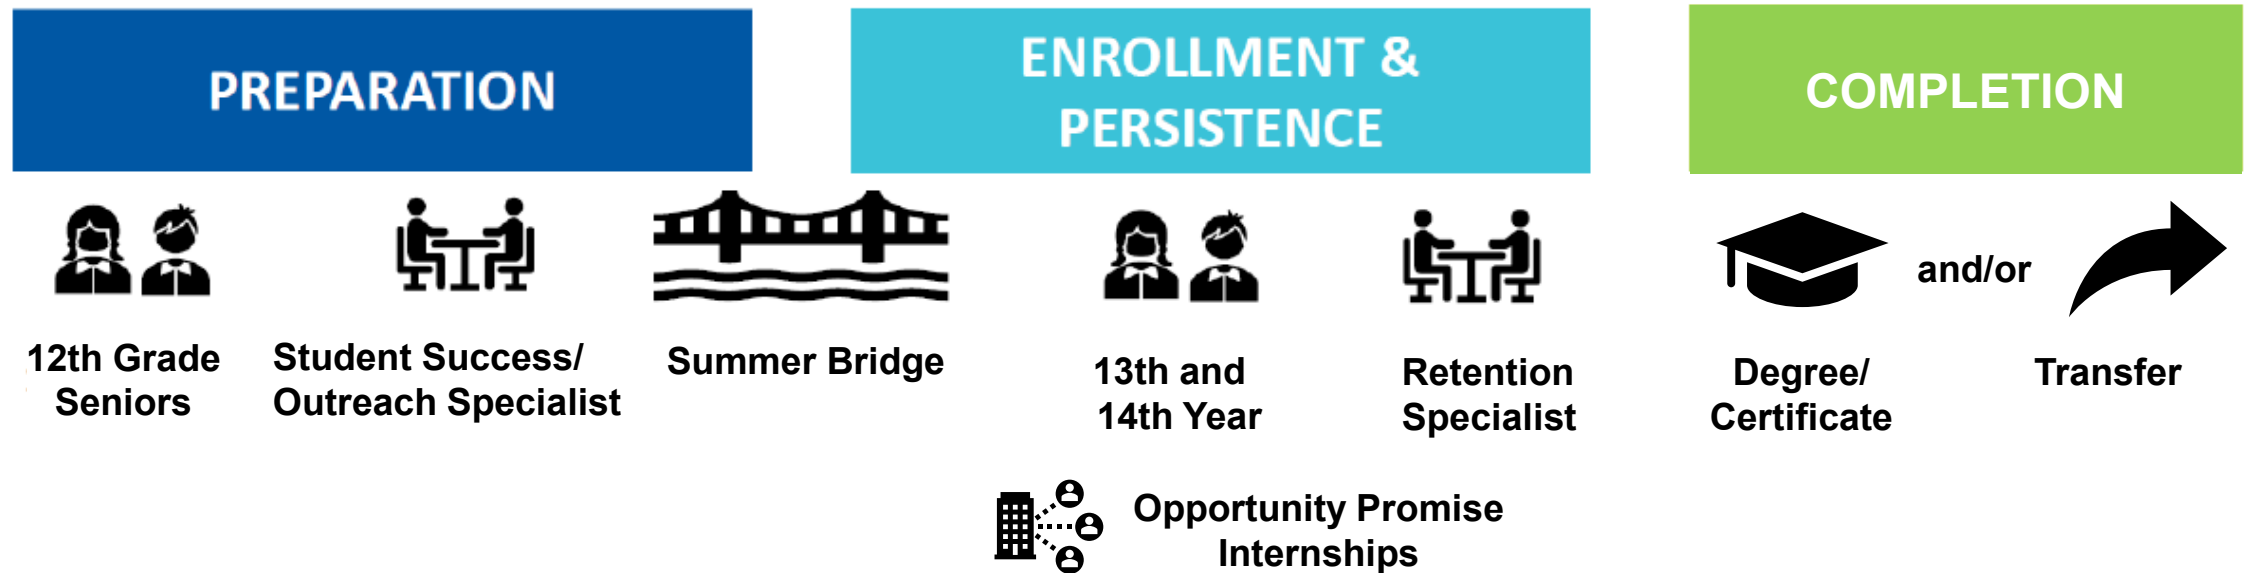 PREPARATION
ENROLLMENT &
PERSISTENCE
COMPLETION
12th Grade
Seniors
Student Success/
Outreach Specialist
Summer Bridge
13th and
14th Year
Retention
Specialist
and/or
Degree/
Certificate
Transfer
Opportunity Promise
Internships